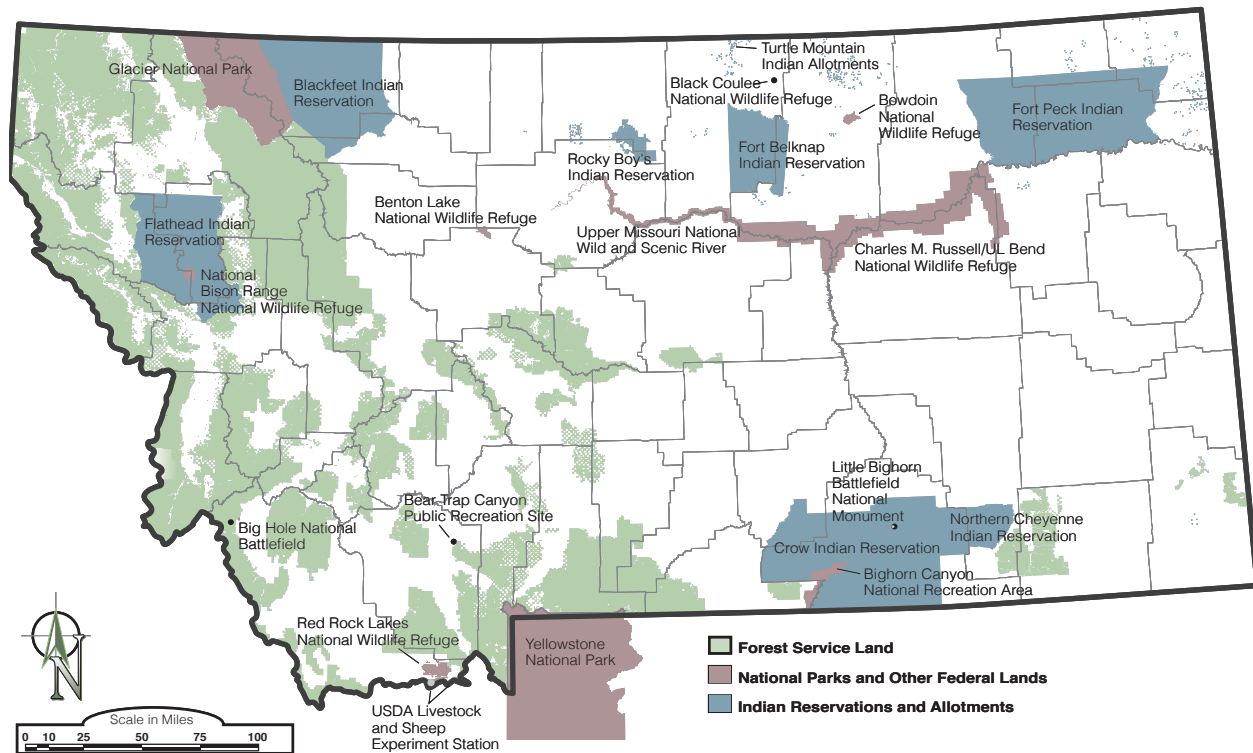 Turtle Mountain
Indian Allotments
Glacier National Park
Blackfeet Indian
Reservation
Black Coulee
National Wildlife Refuge
Bowdoin
National
Wildlife Refuge
Fort Peck Indian
Reservation
Fort Belknap
Indian Reservation
Rocky Boy's
Indian Reservation
Benton Lake
National Wildlife Refuge
Flathead Indian
Reservation
Upper Missouri National
Wild and Scenic River
Charles M. Russell/UL Bend
National Wildlife Refuge
National
Bison Range
National Wildlife Refuge
Little Bighorn
Battlefield
National
Monument
Bear Trap Canyon
Public Recreation Site
Big Hole National
Battlefield
Northern Cheyenne
Indian Reservation
Crow Indian Reservation
Bighorn Canyon
National Recreation Area
Red Rock Lakes
National Wildlife Refuge
Yellowstone
National Park
N
Forest Service Land
National Parks and Other Federal Lands
Indian Reservations and Allotments
USDA Livestock
and Sheep
Experiment Station
Scale in Miles
0 10 25 50 75 100